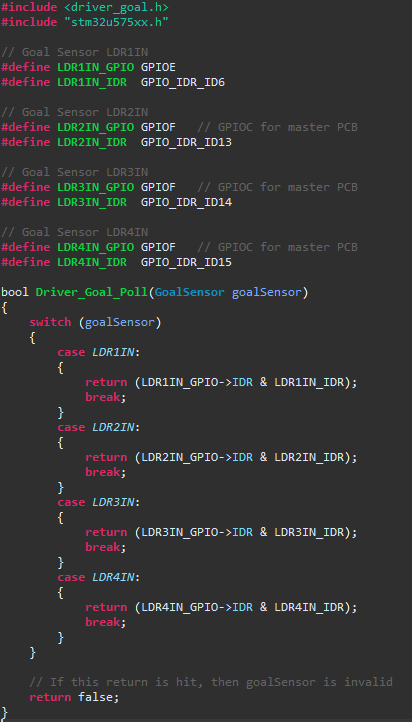 #include <driver_goal.h>
#include "stm32u575xx.h"

// Goal Sensor LDR1IN
#define LDR1IN_GPIO GPIOE
#define LDR1IN_IDR  GPIO_IDR_ID6

// Goal Sensor LDR2IN
#define LDR2IN_GPIO GPIOF   // GPIOC for master PCB
#define LDR2IN_IDR  GPIO_IDR_ID13

// Goal Sensor LDR3IN
#define LDR3IN_GPIO GPIOF   // GPIOC for master PCB
#define LDR3IN_IDR  GPIO_IDR_ID14

// Goal Sensor LDR4IN
#define LDR4IN_GPIO GPIOF   // GPIOC for master PCB
#define LDR4IN_IDR  GPIO_IDR_ID15

bool Driver_Goal_Poll(GoalSensor goalSensor)
{
    switch (goalSensor)
    {
        case LDR1IN:
        {
            return (LDR1IN_GPIO->IDR & LDR1IN_IDR);
            break;
        }
        case LDR2IN:
        {
            return (LDR2IN_GPIO->IDR & LDR2IN_IDR);
            break;
        }
        case LDR3IN:
        {
            return (LDR3IN_GPIO->IDR & LDR3IN_IDR);
            break;
        }
        case LDR4IN:
        {
            return (LDR4IN_GPIO->IDR & LDR4IN_IDR);
            break;
        }
    }

    // If this return is hit, then goalSensor is invalid
    return false;
}